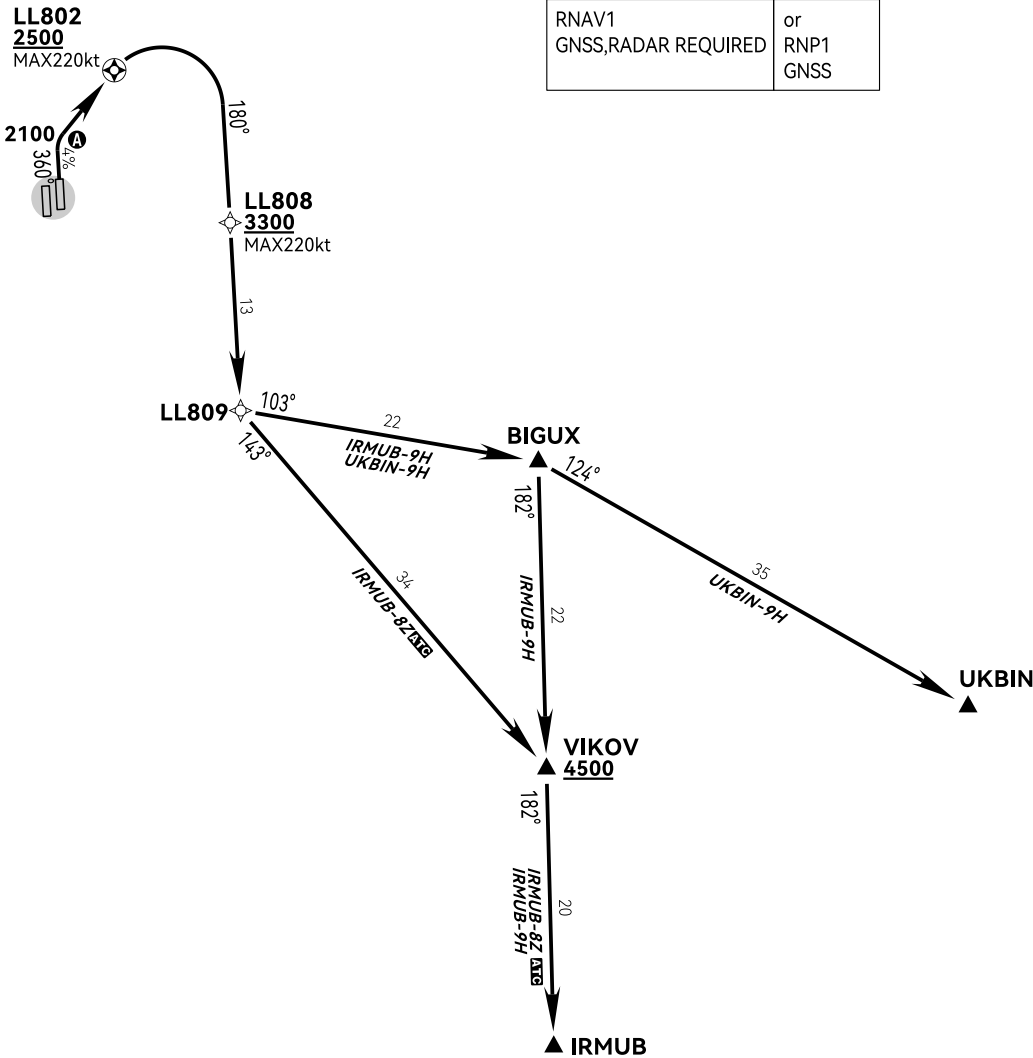 LL802
2500
MAX220kt
RNAV1
GNSS,RADAR REQUIRED
or
RNP1
GNSS
2100
A
4%
360°
180°
LL808
3300
MAX220kt
13
LL809
103°
22
IRMUB-9H
UKBIN-9H
143°
BIGUX
124°
182°
34
IRMUB-8Z ATC
IRMUB-9H
22
35
UKBIN-9H
UKBIN
VIKOV
4500
182°
IRMUB-8Z ATC
IRMUB-9H
20
IRMUB